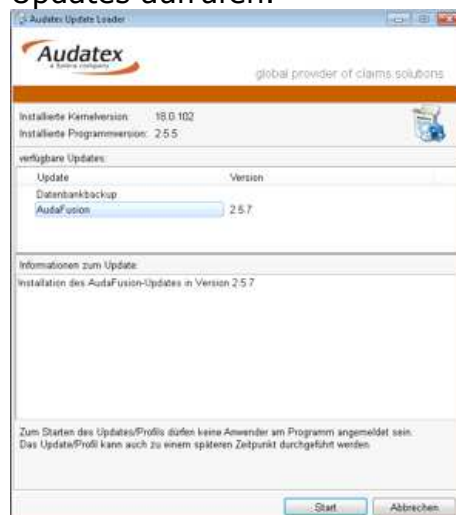 Updates aufrufen.
Audatex Update Loader
Audatex
a Solera company
global provider of claims solutions
Installierte Kernelversion: 18.0.102
Installierte Programmversion: 2.5.5
verfügbare Updates:
Update Version
Datenbankbackup
AudaFusion 2.5.7
Informationen zum Update:
Installation des AudaFusion-Updates in Version 2.5.7
Zum Starten des Updates/Profils dürfen keine Anwender am Programm angemeldet sein.
Das Update/Profil kann auch zu einem späteren Zeitpunkt durchgeführt werden.
Start Abbrechen